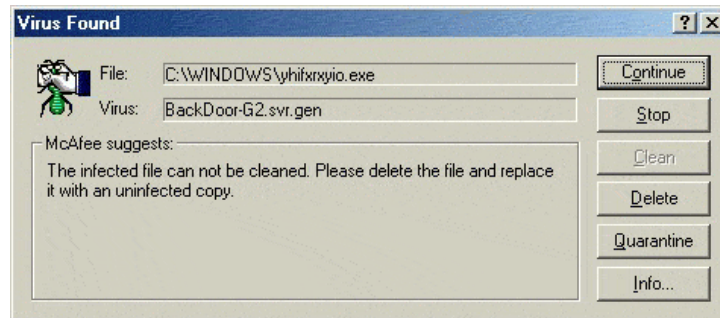 Virus Found
File: C:\WINDOWS\yhifxrxyio.exe
Continue
Virus: BackDoor-G2.svr.gen
Stop
McAfee suggests:
The infected file can not be cleaned. Please delete the file and replace
it with an uninfected copy.
Clean
Delete
Quarantine
Info...